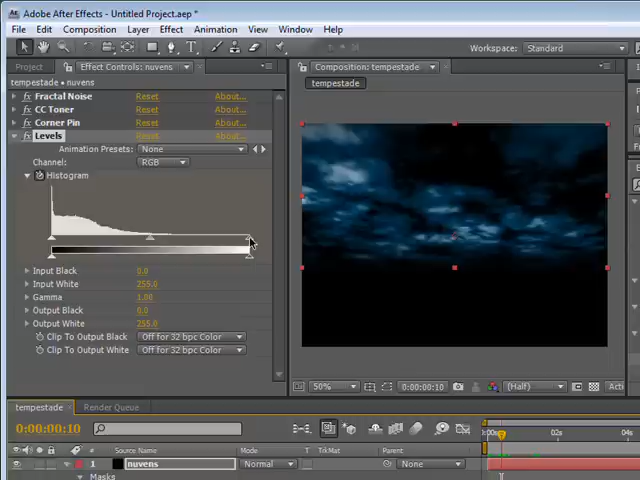 Adobe After Effects - Untitled Project.aep *
File Edit Composition Layer Effect Animation View Window Help
Workspace: Standard
Project Effect Controls: nuvens Composition: tempestade
tempestade • nuvens
tempestade
Fractal Noise Reset About...
CC Toner Reset About...
Corner Pin Reset About...
Levels Reset About...
Animation Presets: None
Channel: RGB
Histogram
Input Black 0.0
Input White 255.0
Gamma 1.00
Output Black 0.0
Output White 255.0
Clip To Output Black Off for 32 bpc Color
Clip To Output White Off for 32 bpc Color
50% 0:00:00:10 (Half)
tempestade Render Queue
0:00:00:10
02s 04s
# Source Name Mode T TrkMat Parent
1 nuvens Normal None
Masks